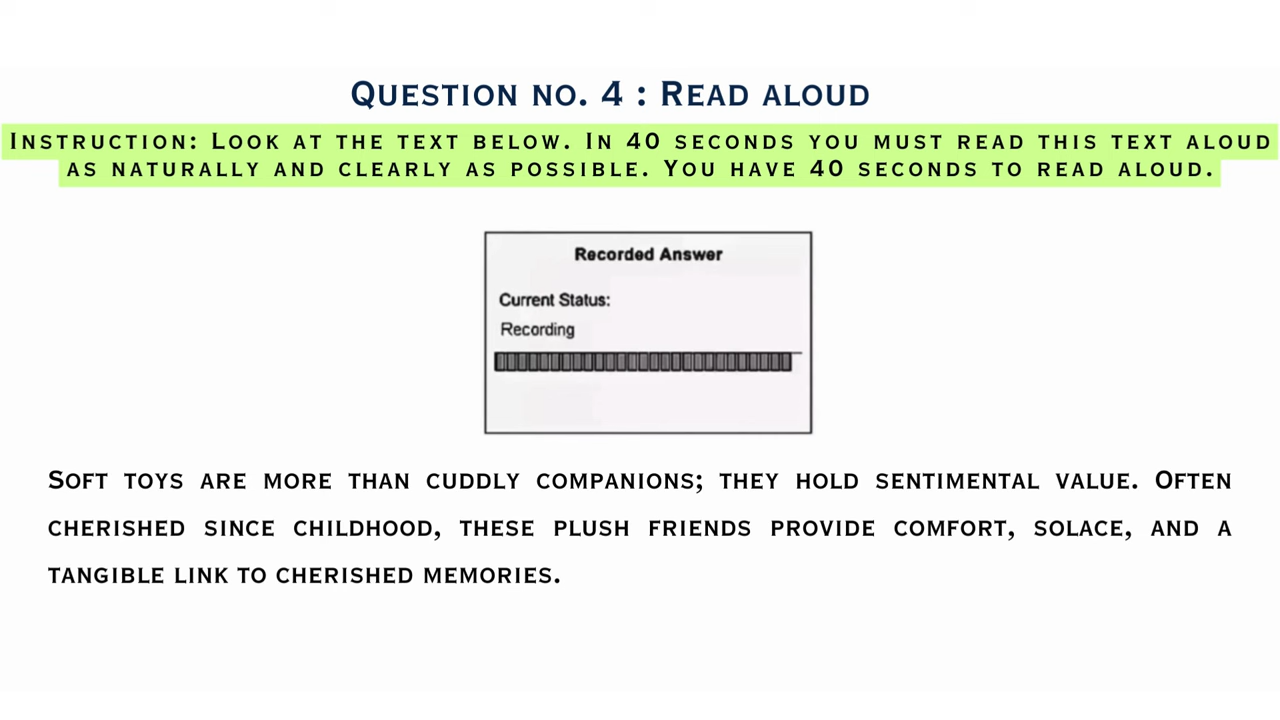 Question no. 4 : Read aloud
Instruction: Look at the text below. In 40 seconds you must read this text aloud
as naturally and clearly as possible. You have 40 seconds to read aloud.
Recorded Answer
Current Status:
Recording
Soft toys are more than cuddly companions; they hold sentimental value. Often
cherished since childhood, these plush friends provide comfort, solace, and a
tangible link to cherished memories.